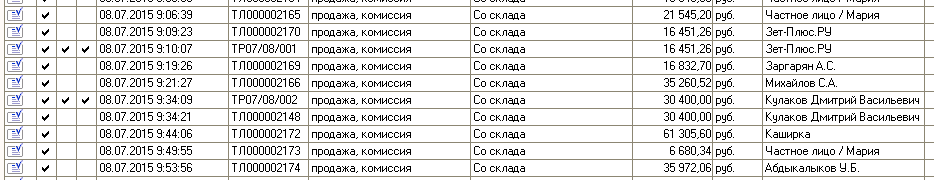 08.07.2015 9:06:39 ТЛ000002165 продажа, комиссия Со склада 21 545,20 руб. Частное лицо / Мария
08.07.2015 9:09:23 ТЛ000002170 продажа, комиссия Со склада 16 451,26 руб. Зет-Плюс.РУ
08.07.2015 9:10:07 ТР07/08/001 продажа, комиссия Со склада 16 451,26 руб. Зет-Плюс.РУ
08.07.2015 9:19:26 ТЛ000002169 продажа, комиссия Со склада 16 832,70 руб. Заргарян А.С.
08.07.2015 9:21:27 ТЛ000002166 продажа, комиссия Со склада 35 260,52 руб. Михайлов С.А.
08.07.2015 9:34:09 ТР07/08/002 продажа, комиссия Со склада 30 400,00 руб. Кулаков Дмитрий Васильевич
08.07.2015 9:34:21 ТЛ000002148 продажа, комиссия Со склада 30 400,00 руб. Кулаков Дмитрий Васильевич
08.07.2015 9:44:06 ТЛ000002172 продажа, комиссия Со склада 61 305,60 руб. Каширка
08.07.2015 9:49:55 ТЛ000002173 продажа, комиссия Со склада 6 680,34 руб. Частное лицо / Мария
08.07.2015 9:53:56 ТЛ000002174 продажа, комиссия Со склада 35 972,06 руб. Абдыкалыков У.Б.